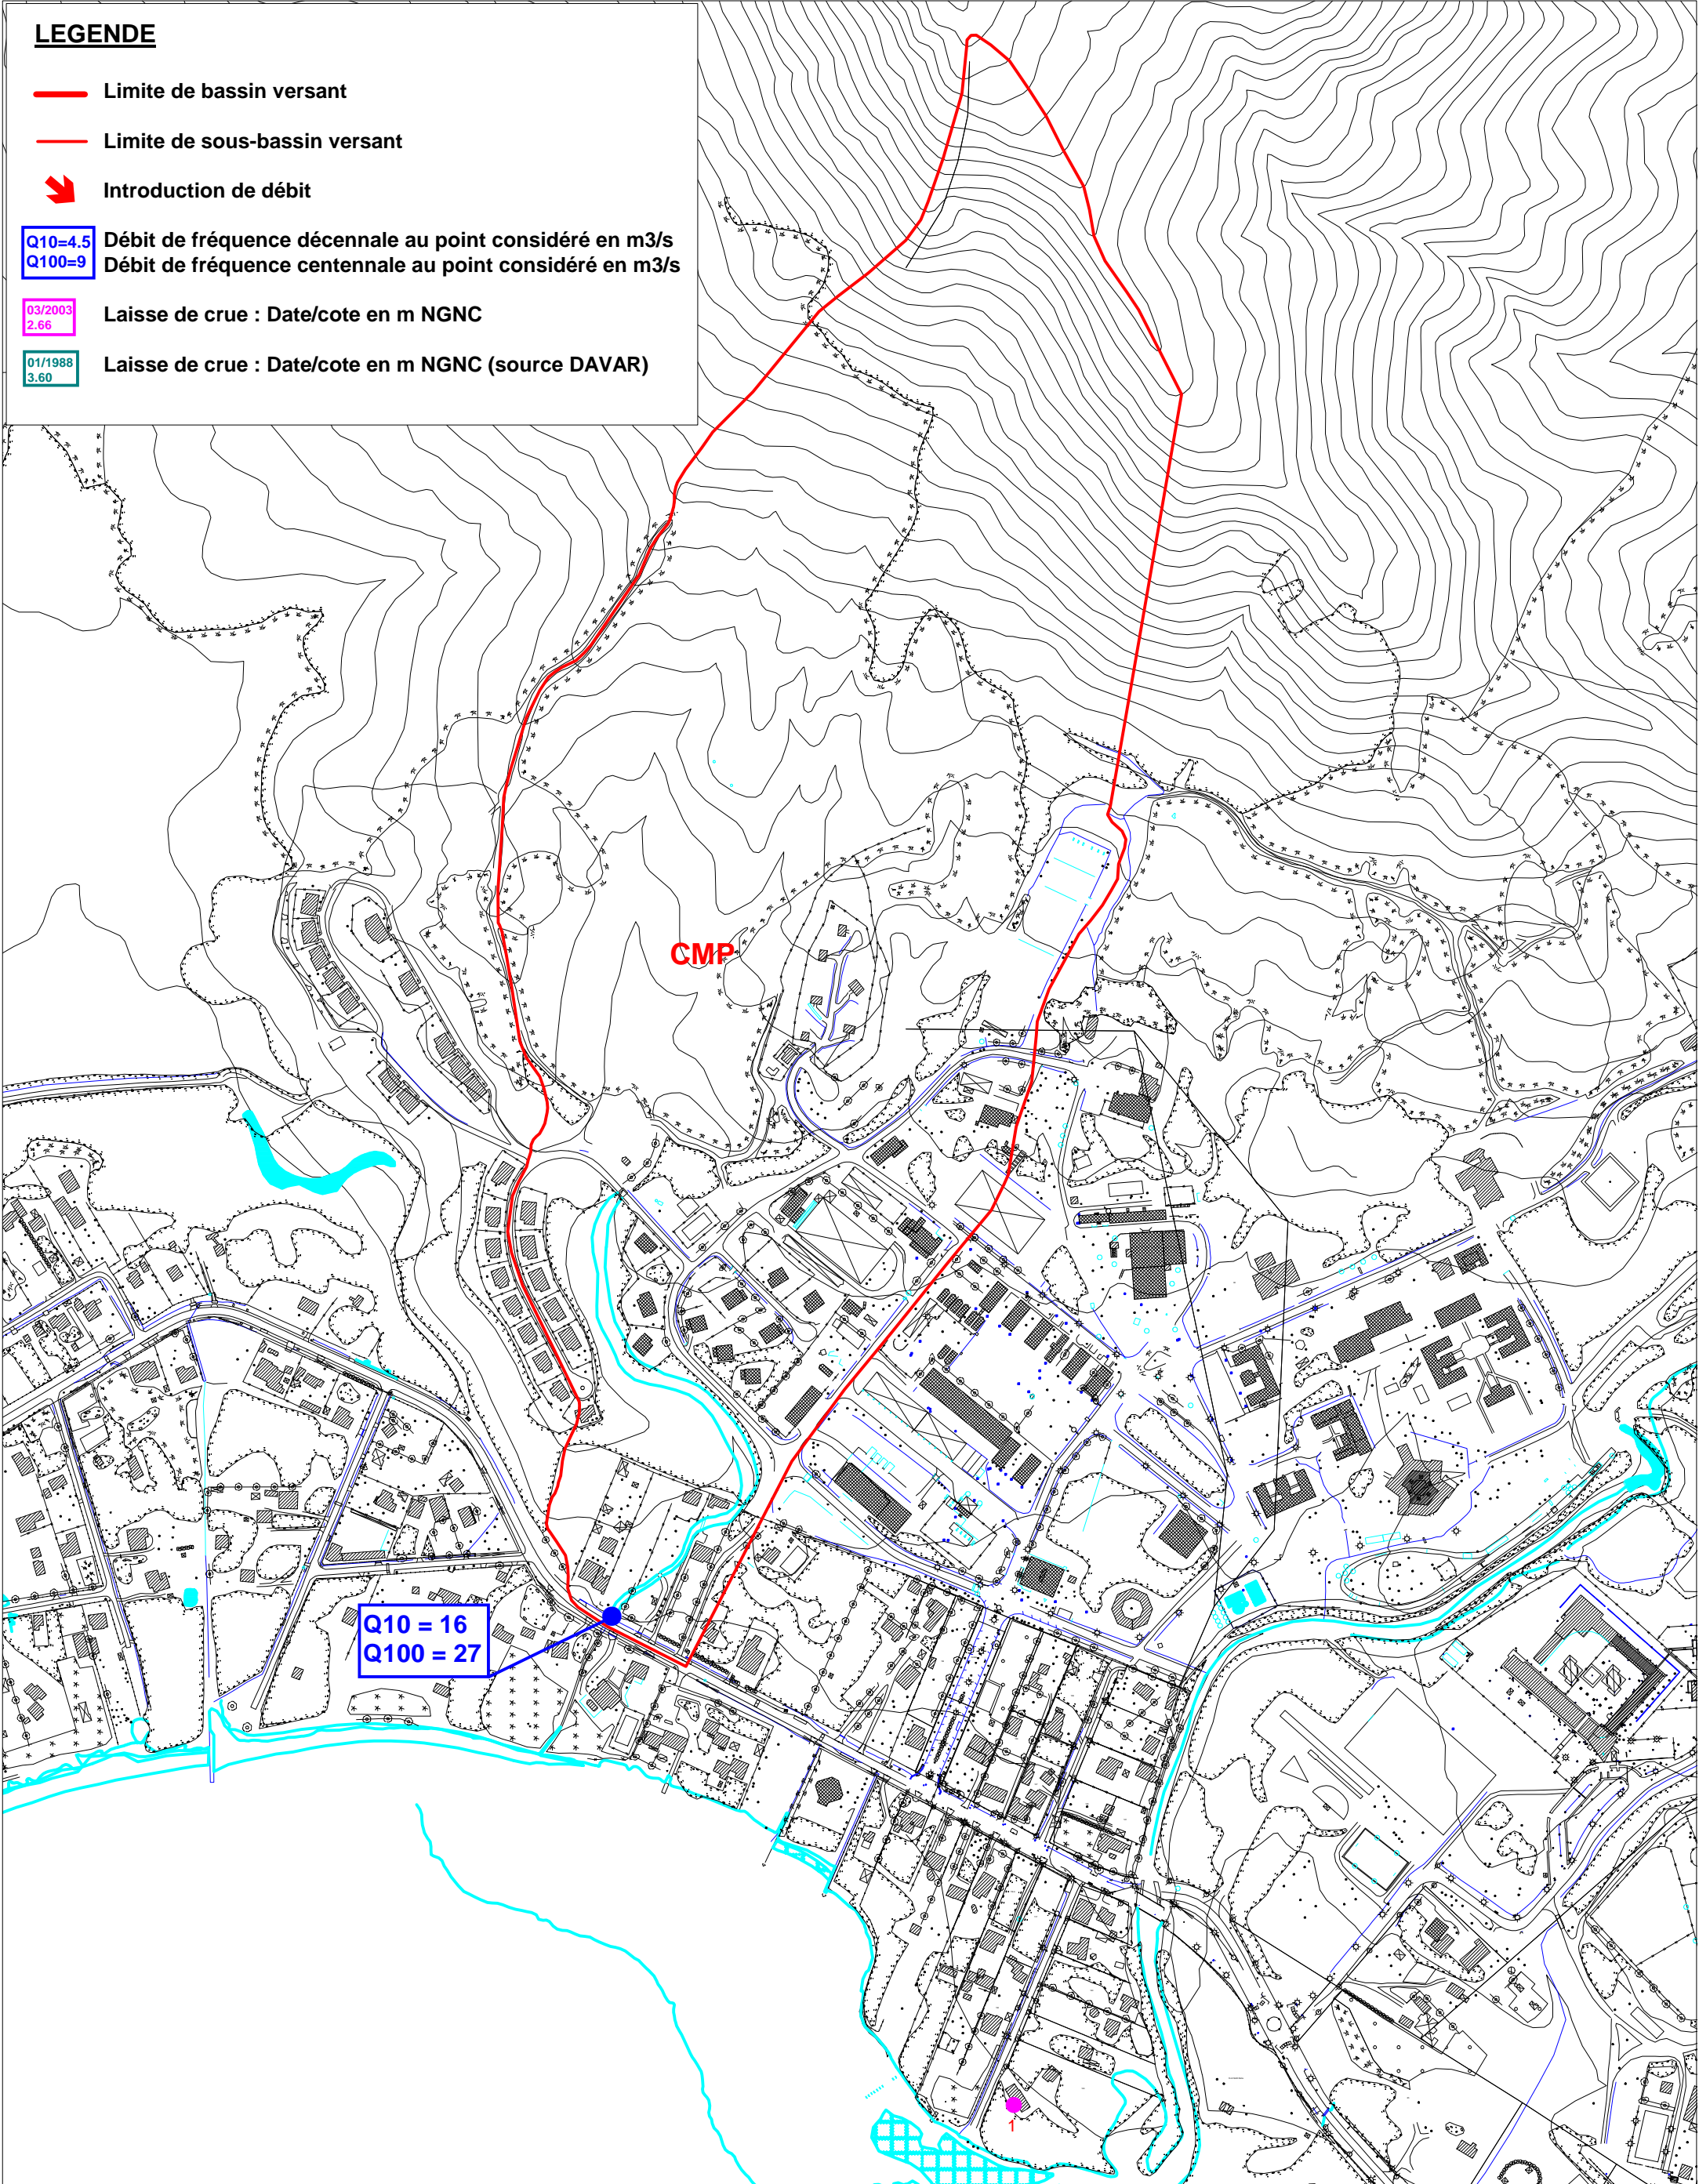 LEGENDE
Limite de bassin versant
Limite de sous-bassin versant
Introduction de débit
Q10=4.5
Q100=9
Débit de fréquence décennale au point considéré en m3/s
Débit de fréquence centennale au point considéré en m3/s
03/2003
2.66
Laisse de crue : Date/cote en m NGNC
01/1988
3.60
Laisse de crue : Date/cote en m NGNC (source DAVAR)
CMP
Q10 = 16
Q100 = 27
1